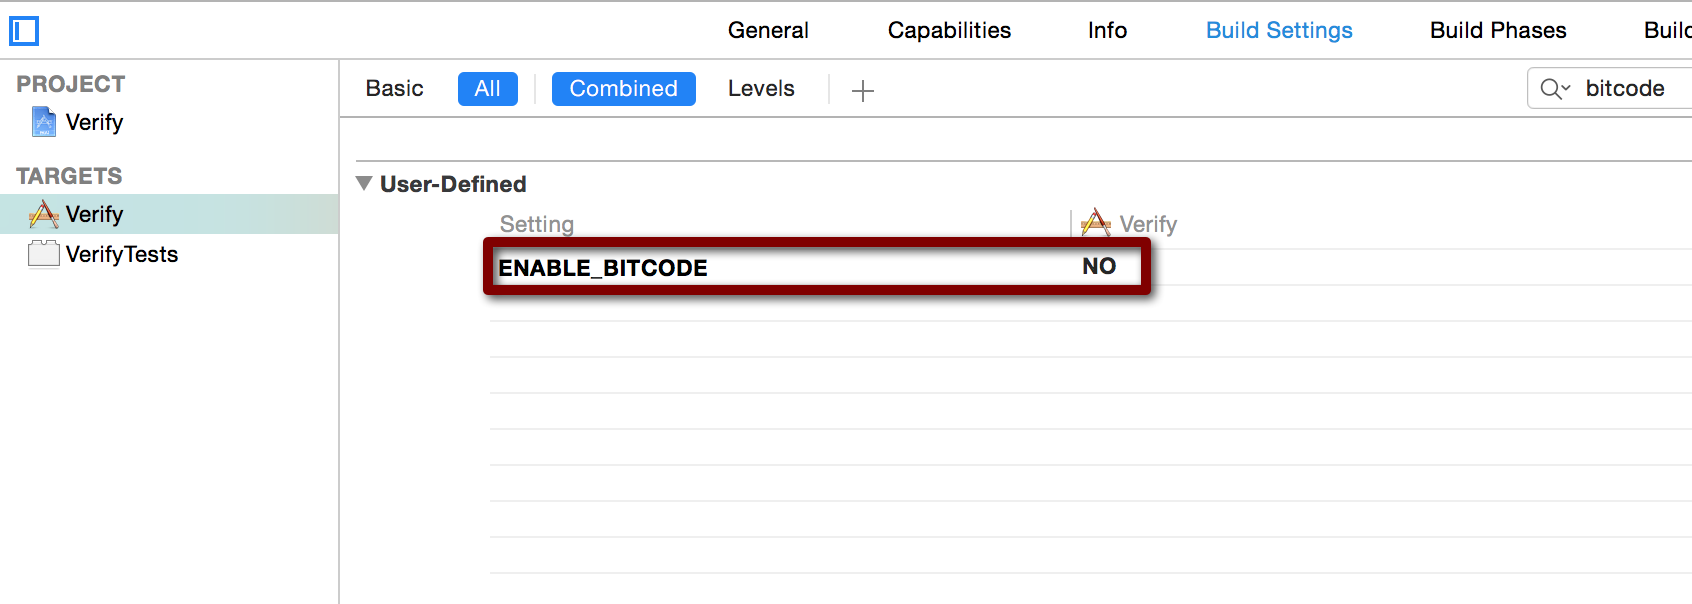 General Capabilities Info Build Settings Build Phases Buil
PROJECT
Verify
TARGETS
Verify
VerifyTests
Basic All Combined Levels
bitcode
User-Defined
Setting Verify
ENABLE_BITCODE NO